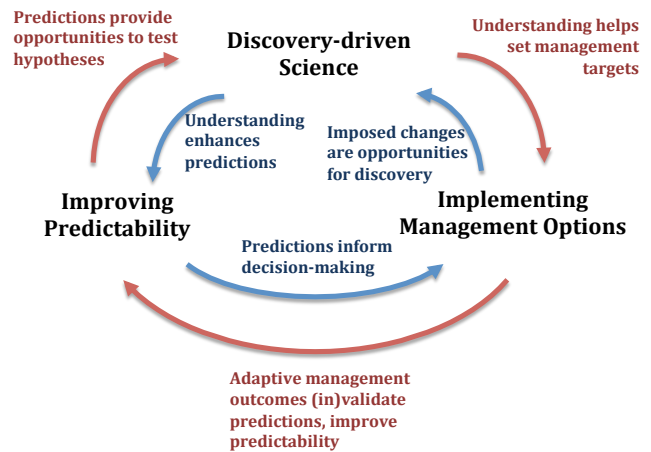 Predictions provide
opportunities to test
hypotheses
Discovery-driven
Science
Understanding helps
set management
targets
Understanding
enhances
predictions
Imposed changes
are opportunities
for discovery
Improving
Predictability
Implementing
Management Options
Predictions inform
decision-making
Adaptive management
outcomes (in)validate
predictions, improve
predictability